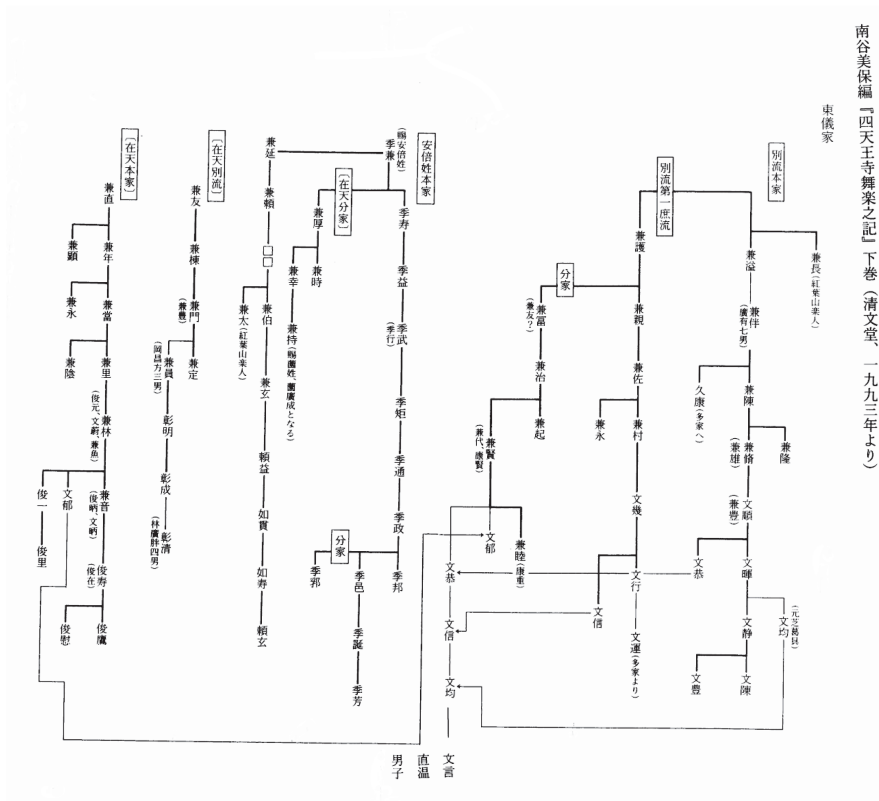 南谷美保編『四天王寺舞楽之記』下巻（清文堂、一九九三年より）
東儀家
別流本家
兼長（紅葉山楽人）
兼溢
兼伴
（廣有七男）
兼陳
久康（多家へ）
兼隆
兼脩
（兼雄）
文順
（兼豊）
文暉
文恭
文均
（元芝葛鎮）
文静
文陳
文豊
別流第一庶流
兼護
兼親
兼佐
兼村
兼永
文幾
文行
文信
文運（多家より）
分家
兼冨
（兼友？）
兼治
兼起
兼賢
（兼代、康賢）
兼睦（康重）
文郁
文恭
文信
文均
文言
直温
男子
安倍姓本家
（賜安倍姓）
季兼
季寿
季益
季武
（季行）
季矩
季通
季政
季邦
分家
季邑
季誕
季芳
季郭
［在天分家］
兼厚
兼時
兼幸
兼持（賜薗姓、薗廣成となる）
兼延
兼頼
□□
兼伯
兼太（紅葉山楽人）
兼玄
頼益
如貫
如寿
頼玄
［在天別流］
兼友
兼棟
兼門
（兼豊）
兼定
兼員
（岡昌方三男）
彰明
彰成
彰清
（林廣胖四男）
［在天本家］
兼直
兼年
兼顕
兼當
兼永
兼里
兼陰
兼林
（俊元、文蔚、兼魚）
兼音
（俊昞、文昞）
文郁
俊一
俊里
俊寿
（俊在）
俊鷹
俊慰